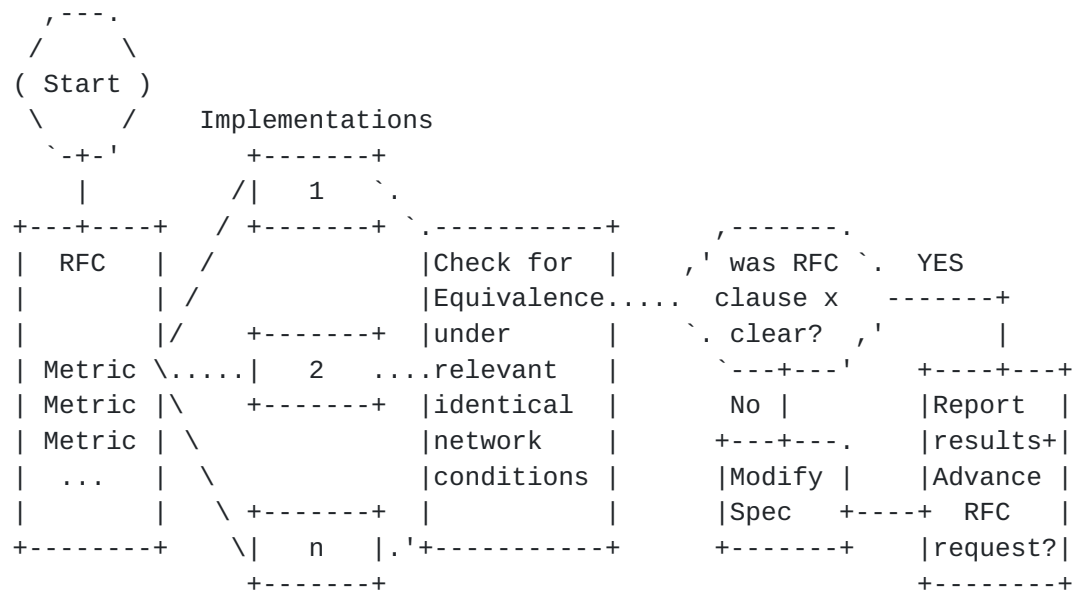 Start
Implementations
1
RFC
Metric
Metric
Metric
...
2
n
Check for
Equivalence
under
relevant
identical
network
conditions
was RFC
clause x
clear?
YES
No
Modify
Spec
Report
results+
Advance
RFC
request?